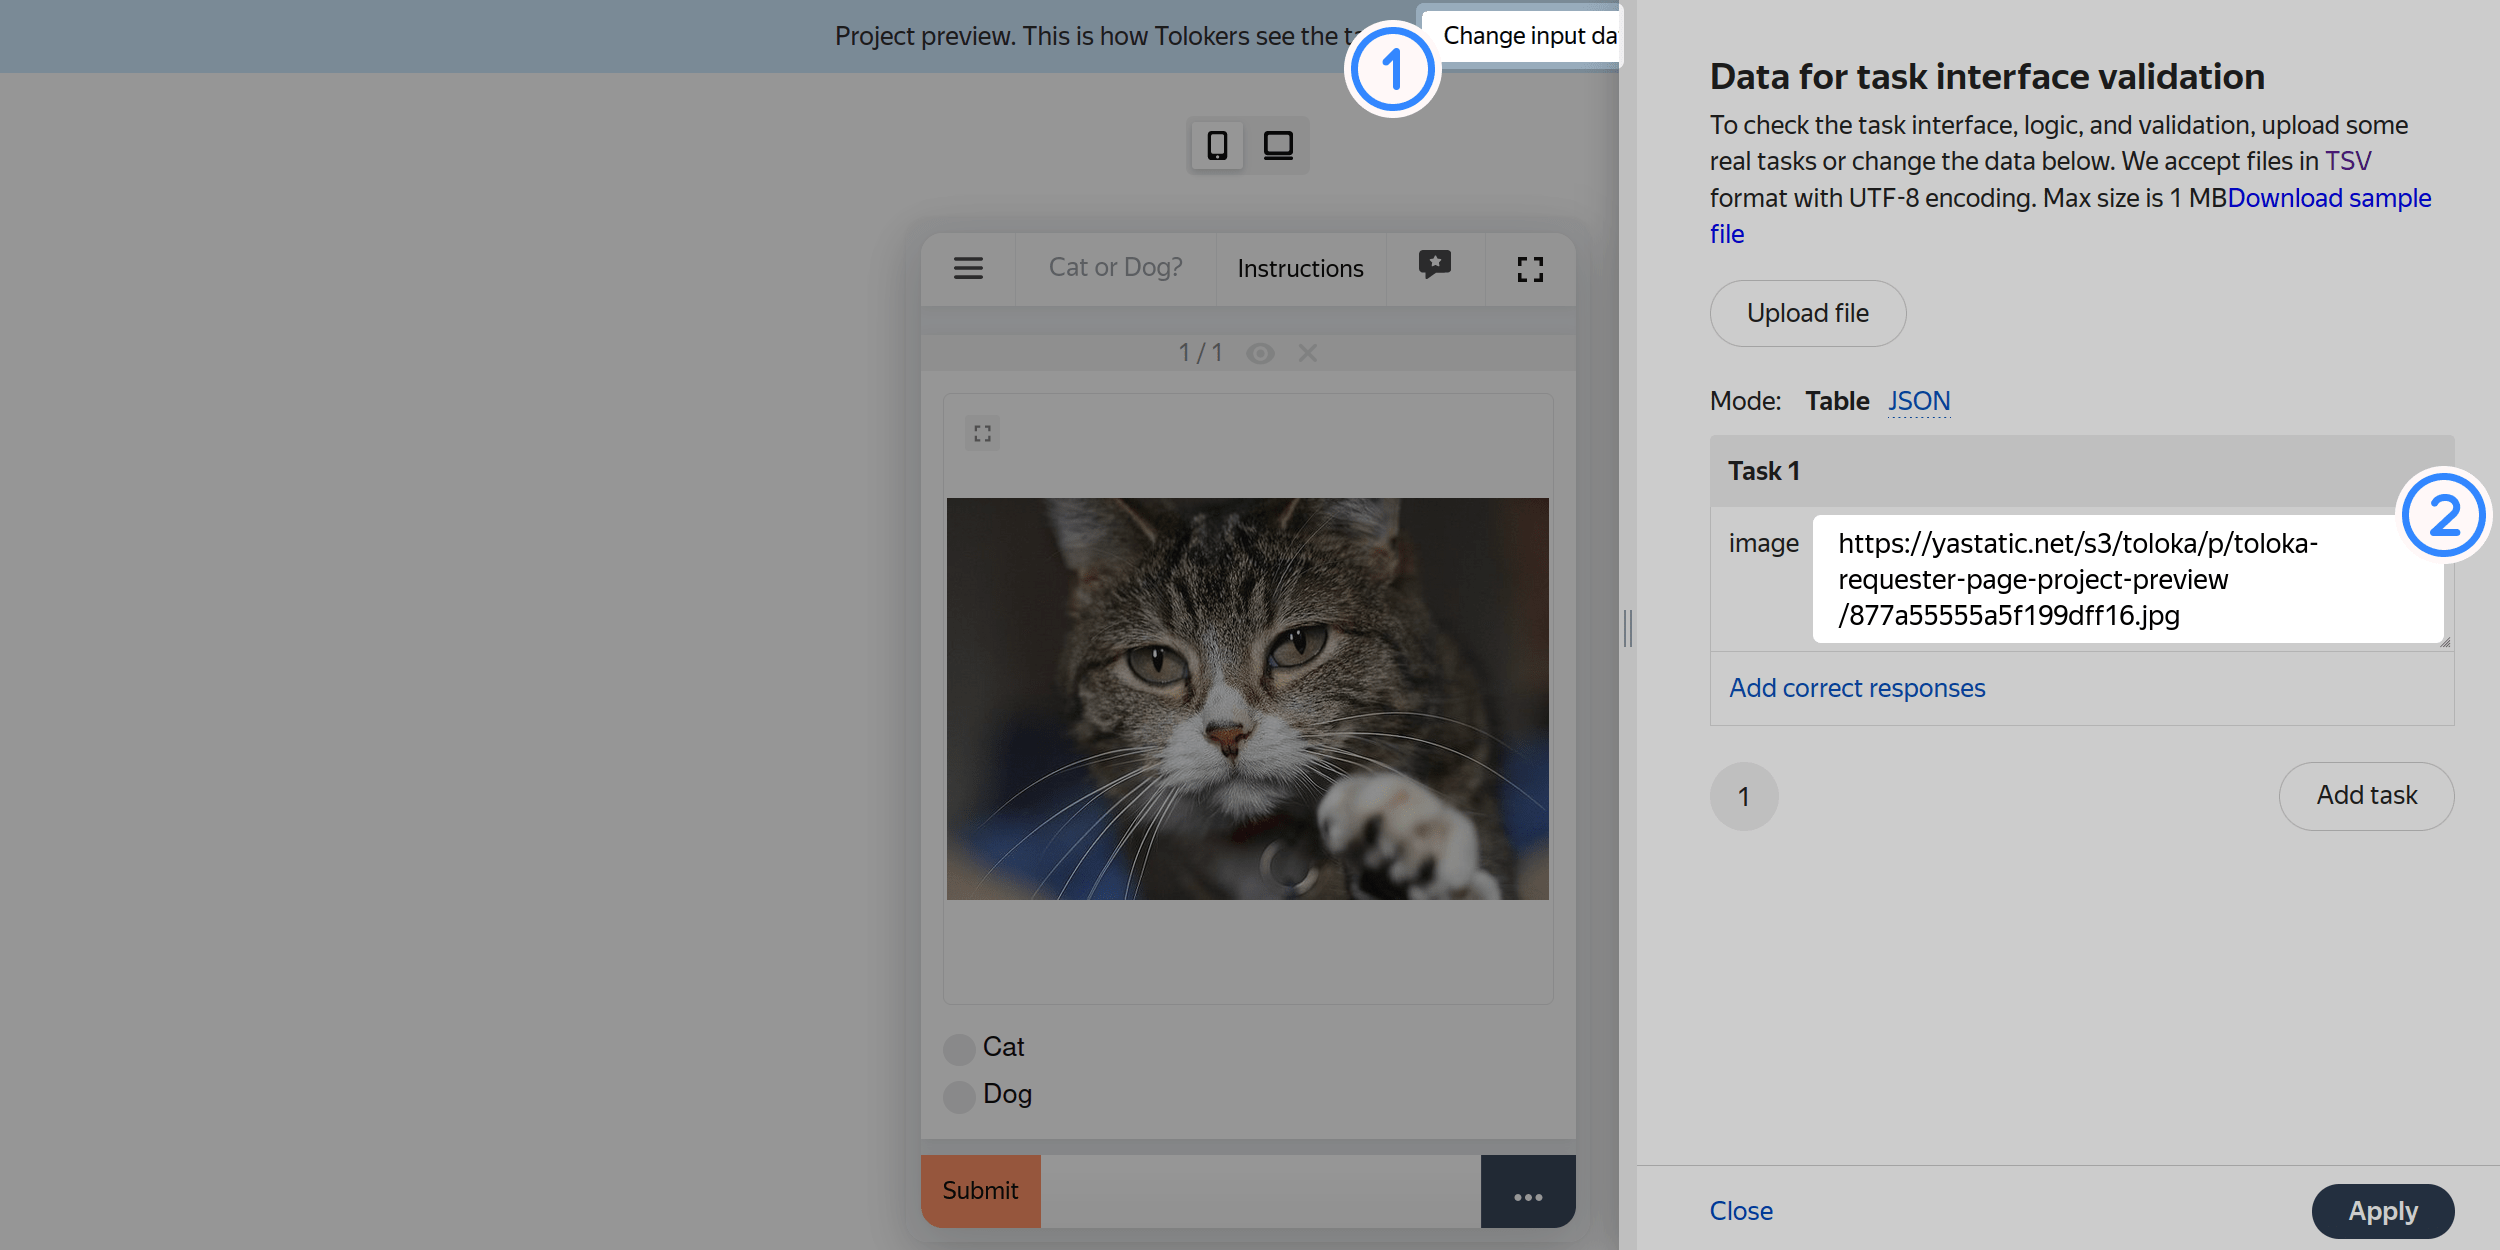 Project preview. This is how Tolokers see the
Change input da
1
Cat or Dog?
Instructions
1 / 1
Cat
Dog
Submit
Data for task interface validation
To check the task interface, logic, and validation, upload some
real tasks or change the data below. We accept files in TSV
format with UTF-8 encoding. Max size is 1 MBDownload sample
file
Upload file
Mode: Table JSON
Task 1
2
image
https://yastatic.net/s3/toloka/p/toloka-
requester-page-project-preview
/877a55555a5f199dff16.jpg
Add correct responses
1
Add task
Close
Apply